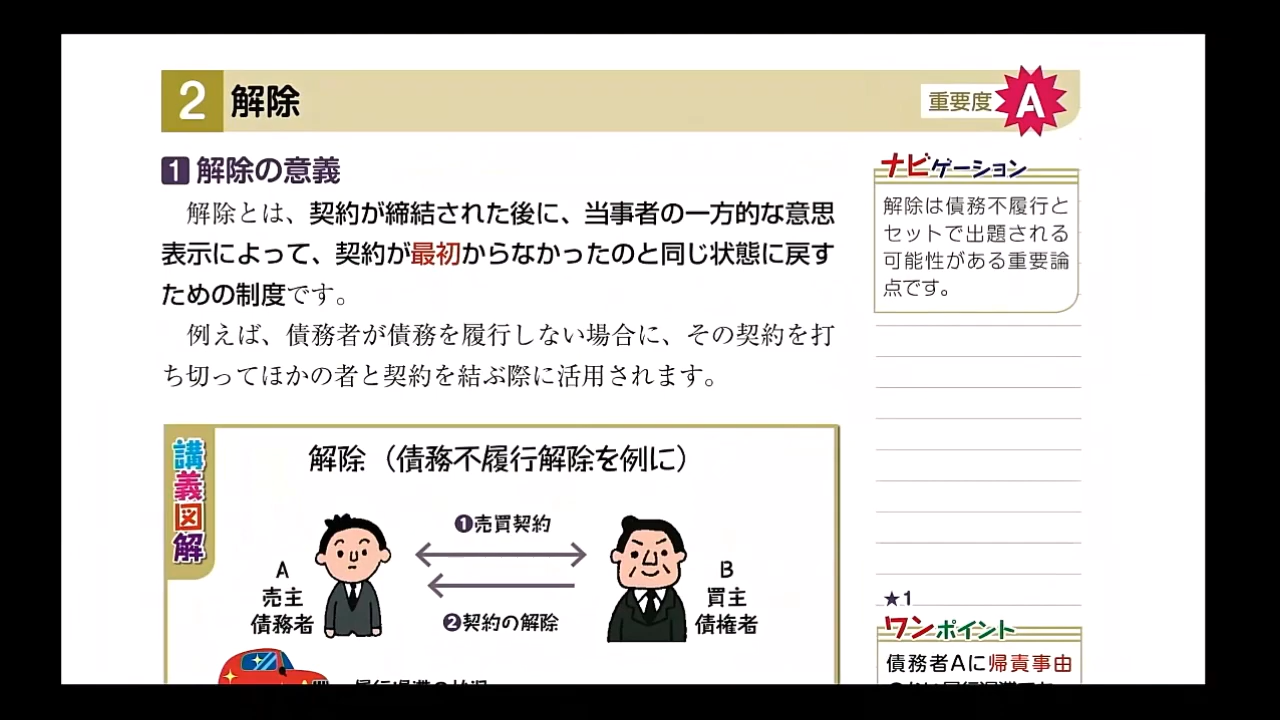 2 解除
重要度 A
1 解除の意義
解除とは、契約が締結された後に、当事者の一方的な意思
表示によって、契約が最初からなかったのと同じ状態に戻す
ための制度です。
例えば、債務者が債務を履行しない場合に、その契約を打
ち切ってほかの者と契約を結ぶ際に活用されます。
講義図解
解除（債務不履行解除を例に）
❶売買契約
A
売主
債務者
B
買主
債権者
❷契約の解除
ナビゲーション
解除は債務不履行と
セットで出題される
可能性がある重要論
点です。
★1
ワンポイント
債務者Aに帰責事由